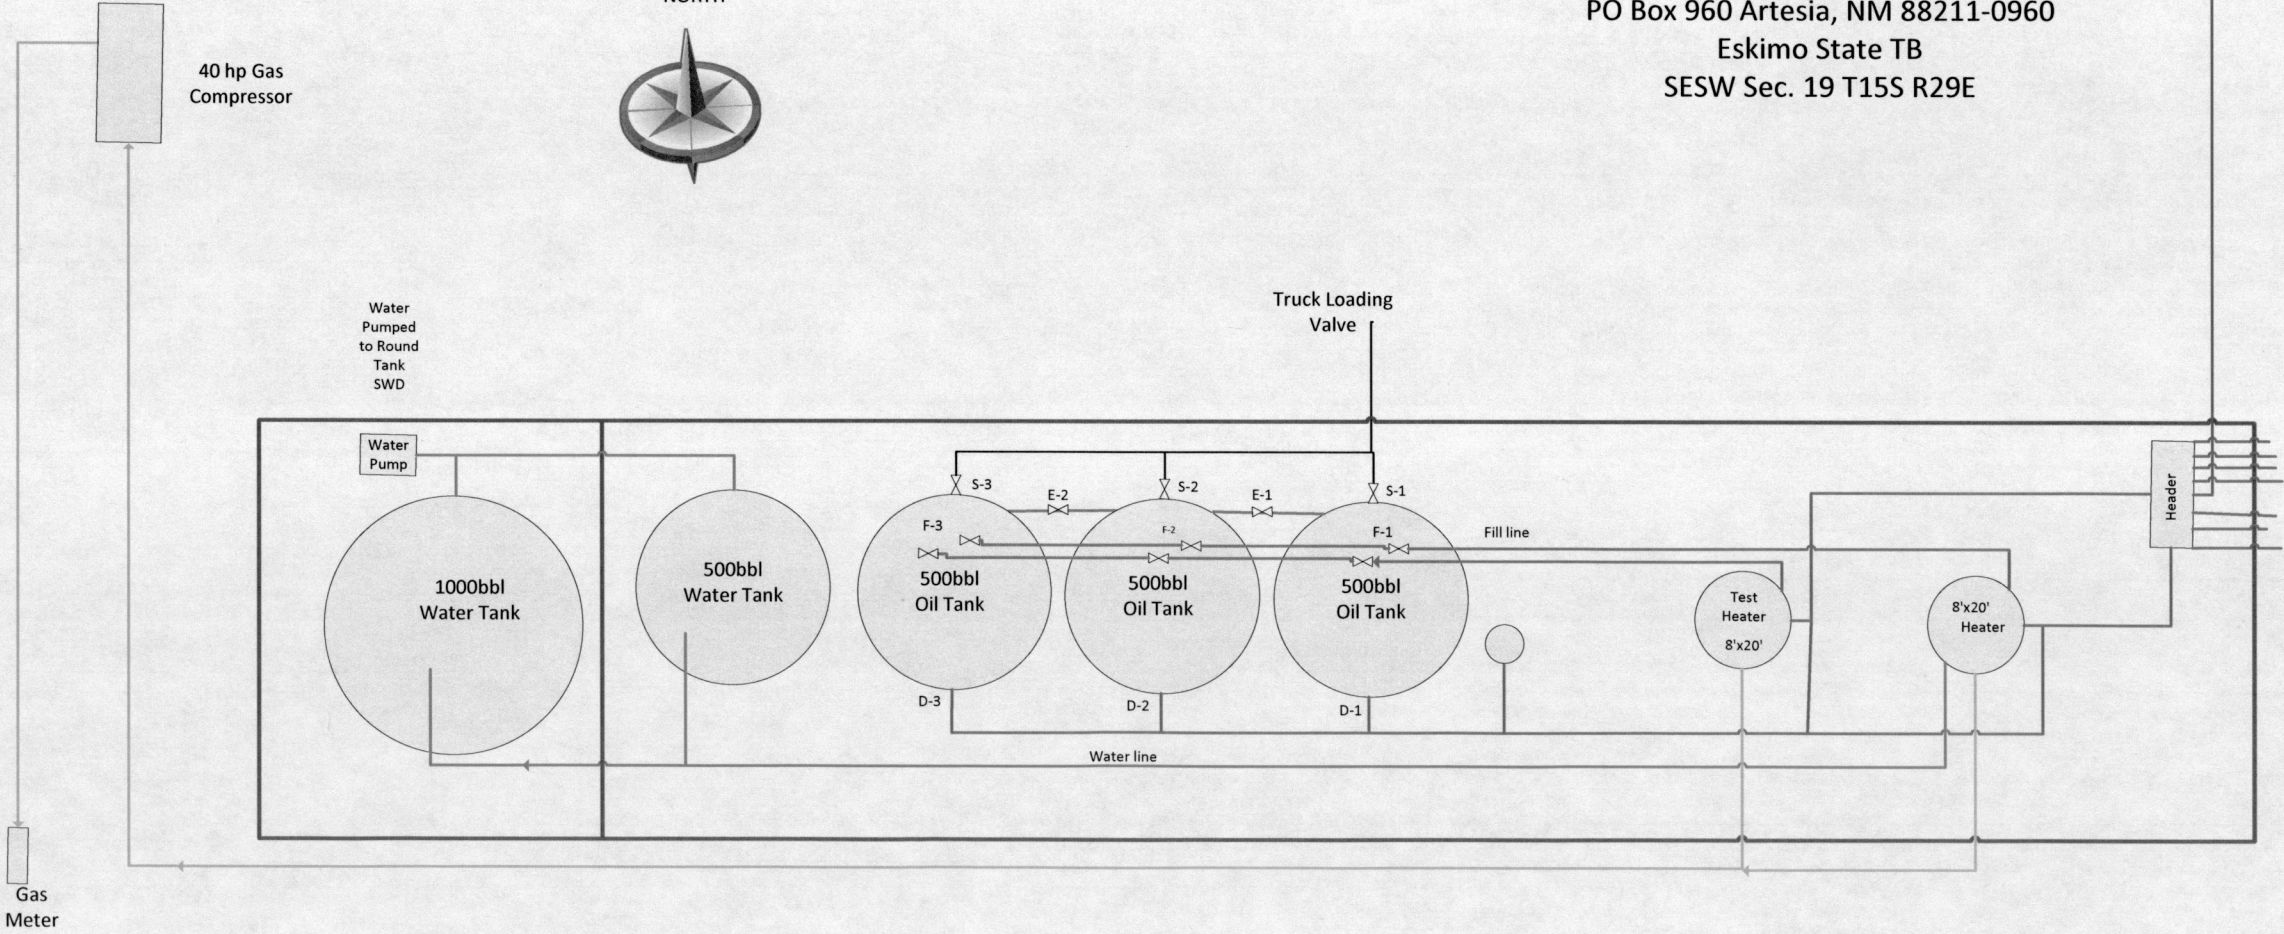 NORTH
PO Box 960 Artesia, NM 88211-0960
Eskimo State TB
SESW Sec. 19 T15S R29E
40 hp Gas
Compressor
Water
Pumped
to Round
Tank
SWD
Truck Loading
Valve
Water
Pump
S-3
S-2
S-1
E-2
E-1
F-3
F-2
F-1
Fill line
Header
1000bbl
Water Tank
500bbl
Water Tank
500bbl
Oil Tank
500bbl
Oil Tank
500bbl
Oil Tank
Test
Heater
8'x20'
8'x20'
Heater
D-3
D-2
D-1
Water line
Gas
Meter